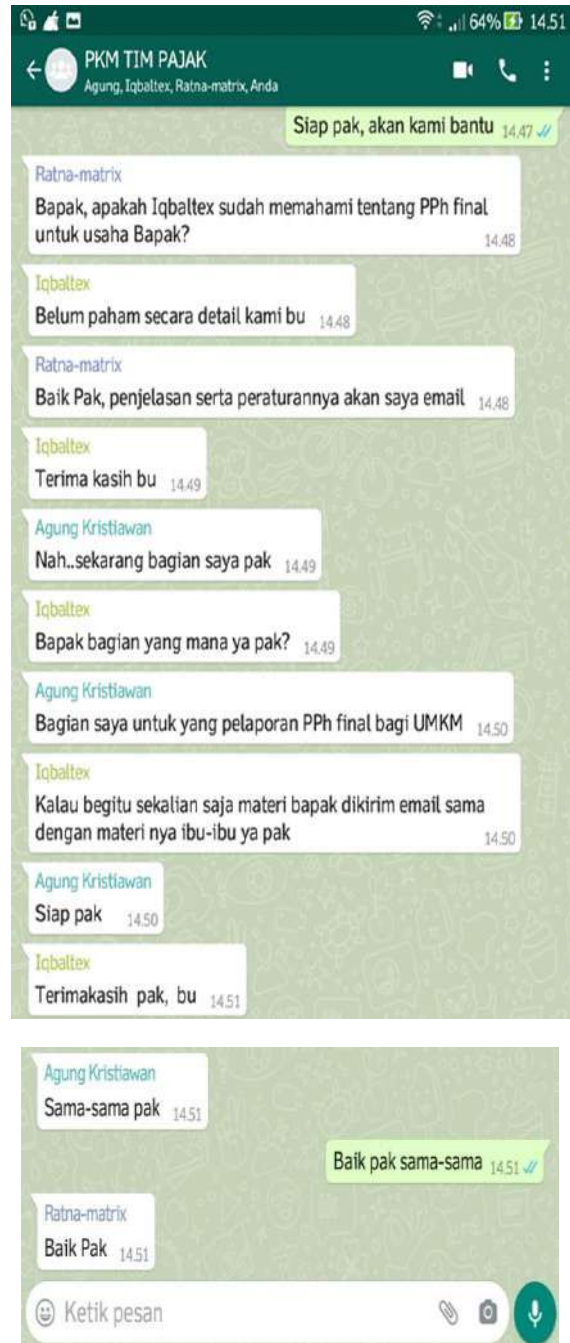 64% 14.51
PKM TIM PAJAK
Agung, Iqbaltex, Ratna-matrix, Anda
Siap pak, akan kami bantu 14.47
Ratna-matrix
Bapak, apakah Iqbaltex sudah memahami tentang PPh final
untuk usaha Bapak? 14.48
Iqbaltex
Belum paham secara detail kami bu 14.48
Ratna-matrix
Baik Pak, penjelasan serta peraturannya akan saya email 14.48
Iqbaltex
Terima kasih bu 14.49
Agung Kristiawan
Nah..sekarang bagian saya pak 14.49
Iqbaltex
Bapak bagian yang mana ya pak? 14.49
Agung Kristiawan
Bagian saya untuk yang pelaporan PPh final bagi UMKM 14.50
Iqbaltex
Kalau begitu sekalian saja materi bapak dikirim email sama
dengan materi nya ibu-ibu ya pak 14.50
Agung Kristiawan
Siap pak 14.50
Iqbaltex
Terimakasih pak, bu 14.51
Agung Kristiawan
Sama-sama pak 14.51
Baik pak sama-sama 14.51
Ratna-matrix
Baik Pak 14.51
Ketik pesan